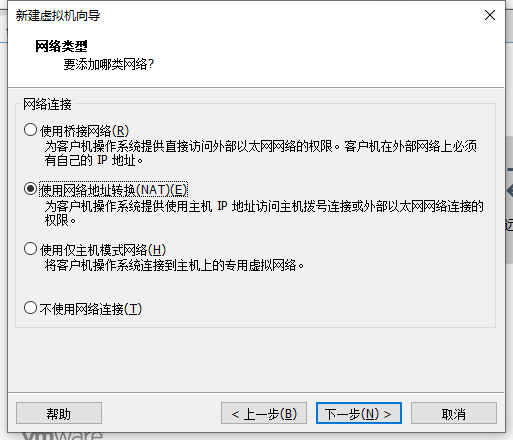 新建虚拟机向导
网络类型
要添加哪类网络?
网络连接
使用桥接网络(R)
为客户机操作系统提供直接访问外部以太网网络的权限。客户机在外部网络上必须
有自己的 IP 地址。
使用网络地址转换(NAT)(E)
为客户机操作系统提供使用主机 IP 地址访问主机拨号连接或外部以太网网络连接的
权限。
使用仅主机模式网络(H)
将客户机操作系统连接到主机上的专用虚拟网络。
不使用网络连接(T)
帮助
< 上一步(B)
下一步(N) >
取消
vmware